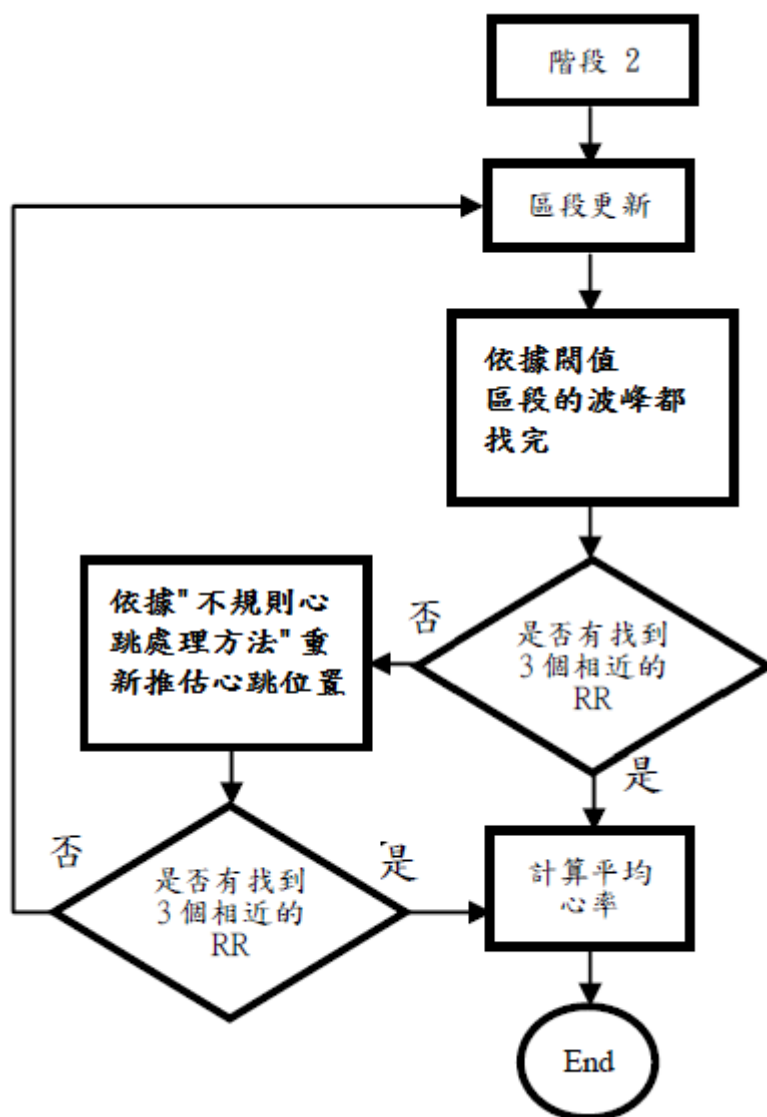 階段 2
區段更新
依據閥值
區段的波峰都
找完
否
是否有找到
3個相近的
RR
是
依據"不規則心
跳處理方法"重
新推估心跳位置
否
是否有找到
3個相近的
RR
是
計算平均
心率
End